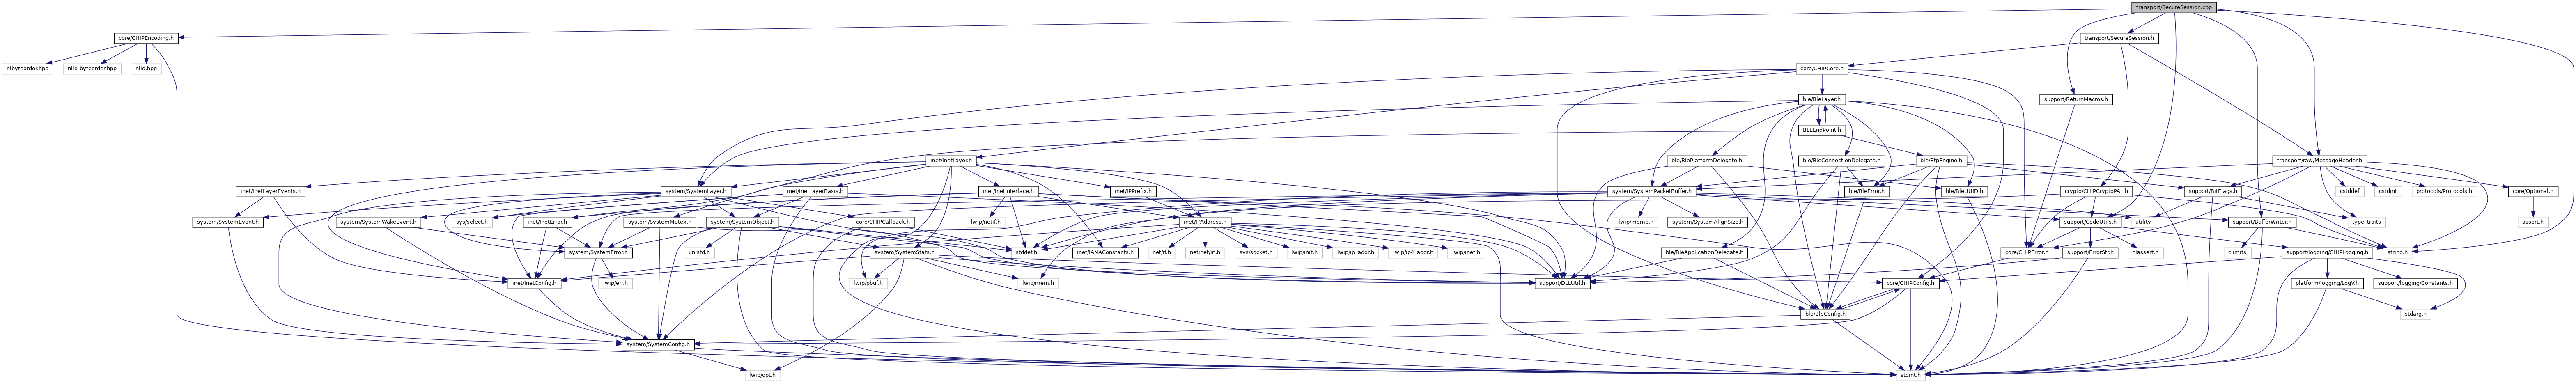 transport/SecureSession.cpp
core/CHIPEncoding.h
transport/SecureSession.h
nlbyteorder.hpp
nlio-byteorder.hpp
nlio.hpp
core/CHIPCore.h
ble/BleLayer.h
support/ReturnMacros.h
BLEEndPoint.h
inet/InetLayer.h
ble/BlePlatformDelegate.h
ble/BleConnectionDelegate.h
ble/BtpEngine.h
transport/raw/MessageHeader.h
inet/InetLayerEvents.h
system/SystemLayer.h
inet/InetLayerBasis.h
inet/InetInterface.h
inet/IPPrefix.h
system/SystemPacketBuffer.h
ble/BleError.h
ble/BleUUID.h
crypto/CHIPCryptoPAL.h
support/BitFlags.h
cstddef
cstdint
protocols/Protocols.h
core/Optional.h
system/SystemEvent.h
system/SystemWakeEvent.h
sys/select.h
inet/InetError.h
system/SystemMutex.h
system/SystemObject.h
core/CHIPCallback.h
lwip/netif.h
inet/IPAddress.h
lwip/memp.h
system/SystemAlignSize.h
support/CodeUtils.h
utility
support/BufferWriter.h
type_traits
assert.h
system/SystemError.h
unistd.h
system/SystemStats.h
stddef.h
inet/IANAConstants.h
net/if.h
netinet/in.h
sys/socket.h
lwip/init.h
lwip/ip_addr.h
lwip/ip4_addr.h
lwip/inet.h
ble/BleApplicationDelegate.h
core/CHIPError.h
support/ErrorStr.h
nlassert.h
climits
support/logging/CHIPLogging.h
string.h
inet/InetConfig.h
lwip/err.h
lwip/pbuf.h
lwip/mem.h
support/DLLUtil.h
core/CHIPConfig.h
platform/logging/LogV.h
support/logging/Constants.h
ble/BleConfig.h
stdarg.h
system/SystemConfig.h
lwip/opt.h
stdint.h